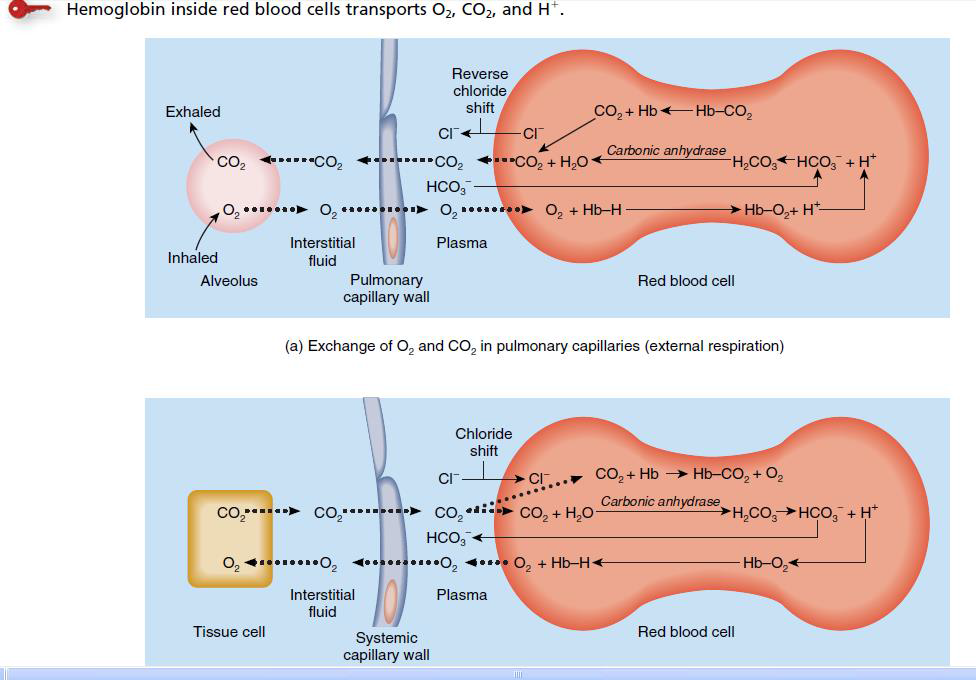 Hemoglobin inside red blood cells transports O₂, CO₂, and H⁺.
Reverse
chloride
shift
Exhaled
CO₂ + Hb Hb–CO₂
Cl⁻ Cl⁻
Carbonic anhydrase
CO₂ CO₂ CO₂ CO₂ + H₂O H₂CO₃ HCO₃⁻ + H⁺
HCO₃⁻
O₂ O₂ O₂ O₂ + Hb–H Hb–O₂ + H⁺
Interstitial
fluid
Plasma
Inhaled
Alveolus
Pulmonary
capillary wall
Red blood cell
(a) Exchange of O₂ and CO₂ in pulmonary capillaries (external respiration)
Chloride
shift
Cl⁻ Cl⁻ CO₂ + Hb Hb–CO₂ + O₂
Carbonic anhydrase
CO₂ CO₂ CO₂ CO₂ + H₂O H₂CO₃ HCO₃⁻ + H⁺
HCO₃⁻
O₂ O₂ O₂ O₂ + Hb–H Hb–O₂
Interstitial
fluid
Plasma
Tissue cell
Systemic
capillary wall
Red blood cell